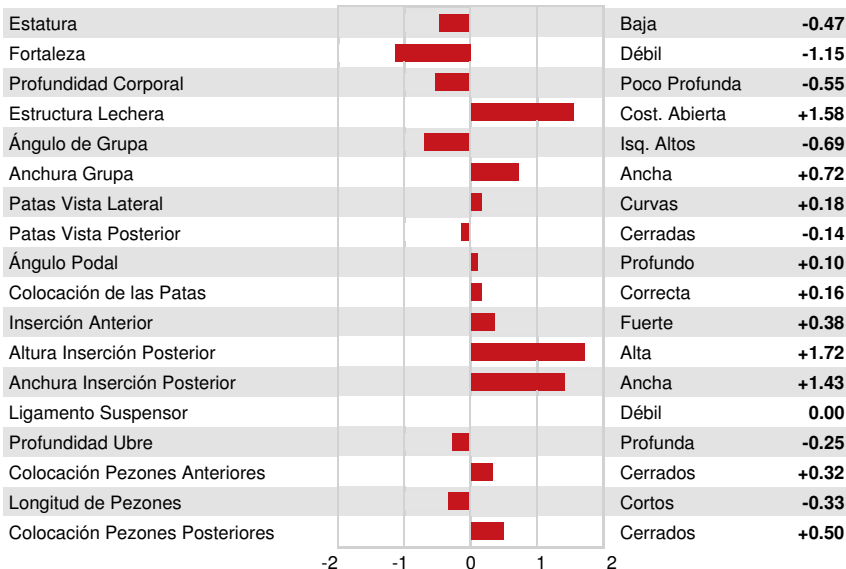 Estatura Baja -0.47
Fortaleza Débil -1.15
Profundidad Corporal Poco Profunda -0.55
Estructura Lechera Cost. Abierta +1.58
Ángulo de Grupa Isq. Altos -0.69
Anchura Grupa Ancha +0.72
Patas Vista Lateral Curvas +0.18
Patas Vista Posterior Cerradas -0.14
Ángulo Podal Profundo +0.10
Colocación de las Patas Correcta +0.16
Inserción Anterior Fuerte +0.38
Altura Inserción Posterior Alta +1.72
Anchura Inserción Posterior Ancha +1.43
Ligamento Suspensor Débil 0.00
Profundidad Ubre Profunda -0.25
Colocación Pezones Anteriores Cerrados +0.32
Longitud de Pezones Cortos -0.33
Colocación Pezones Posteriores Cerrados +0.50
-2 -1 0 1 2